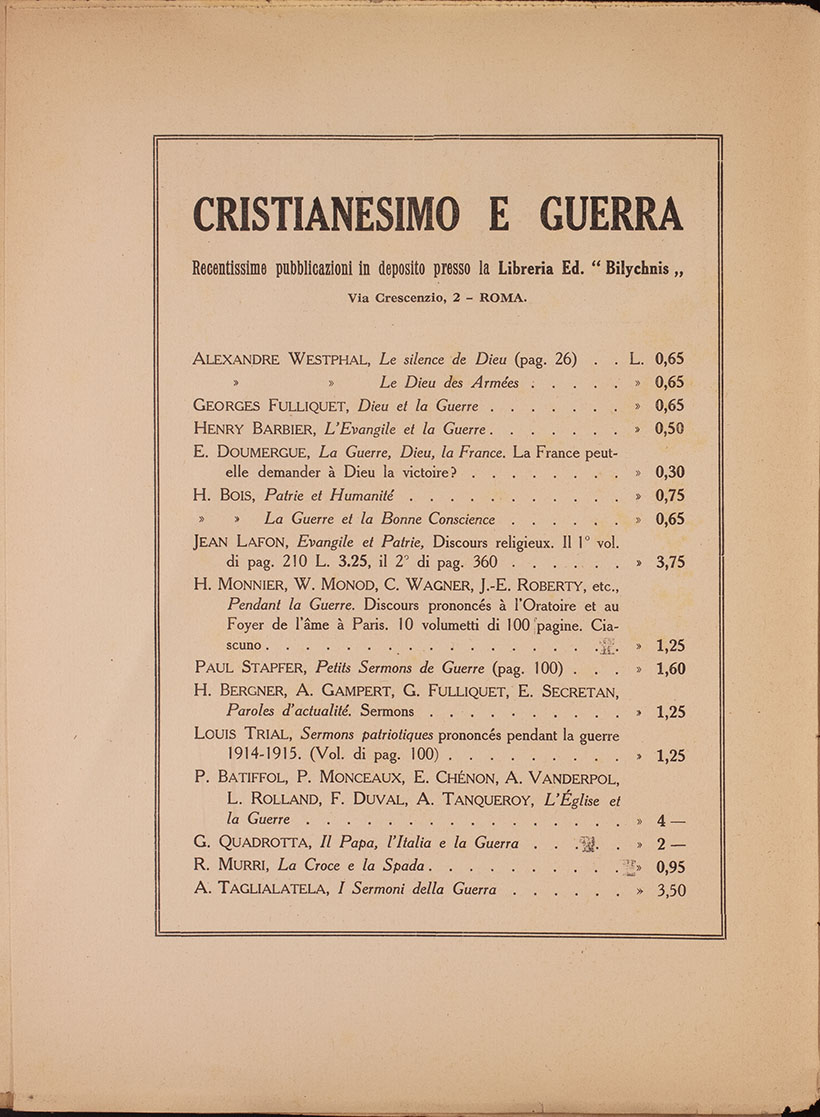 CRISTIANESIMO E GUERRA
Recentissime pubblicazioni in deposito presso la Libreria Ed. “ Bilychnis „
Via Crescenzio, 2 – ROMA.
ALEXANDRE WESTPHAL, Le silence de Dieu (pag. 26) . . L. 0,65
» » Le Dieu des Armées . . . . . » 0,65
GEORGES FULLIQUET, Dieu et la Guerre . . . . . . . » 0,65
HENRY BARBIER, L'Evangile et la Guerre . . . . . . . » 0,50
E. DOUMERGUE, La Guerre, Dieu, la France. La France peut-
elle demander à Dieu la victoire? . . . . . . . . » 0,30
H. BOIS, Patrie et Humanité . . . . . . . . . . . » 0,75
» » La Guerre et la Bonne Conscience . . . . . . » 0,65
JEAN LAFON, Evangile et Patrie, Discours religieux. Il 1° vol.
di pag. 210 L. 3.25, il 2° di pag. 360 . . . . . . » 3,75
H. MONNIER, W. MONOD, C. WAGNER, J.-E. ROBERTY, etc.,
Pendant la Guerre. Discours prononcés à l'Oratoire et au
Foyer de l'âme à Paris. 10 volumetti di 100 pagine. Cia-
scuno . . . . . . . . . . . . . . . . . » 1,25
PAUL STAPFER, Petits Sermons de Guerre (pag. 100) . . . » 1,60
H. BERGNER, A. GAMPERT, G. FULLIQUET, E. SECRETAN,
Paroles d'actualité. Sermons . . . . . . . . . . » 1,25
LOUIS TRIAL, Sermons patriotiques prononcés pendant la guerre
1914-1915. (Vol. di pag. 100) . . . . . . . . . » 1,25
P. BATIFFOL, P. MONCEAUX, E. CHÉNON, A. VANDERPOL,
L. ROLLAND, F. DUVAL, A. TANQUEROY, L'Église et
la Guerre . . . . . . . . . . . . . . . . » 4 —
G. QUADROTTA, Il Papa, l'Italia e la Guerra . . . . . » 2 —
R. MURRI, La Croce e la Spada . . . . . . . . . . » 0,95
A. TAGLIALATELA, I Sermoni della Guerra . . . . . . » 3,50